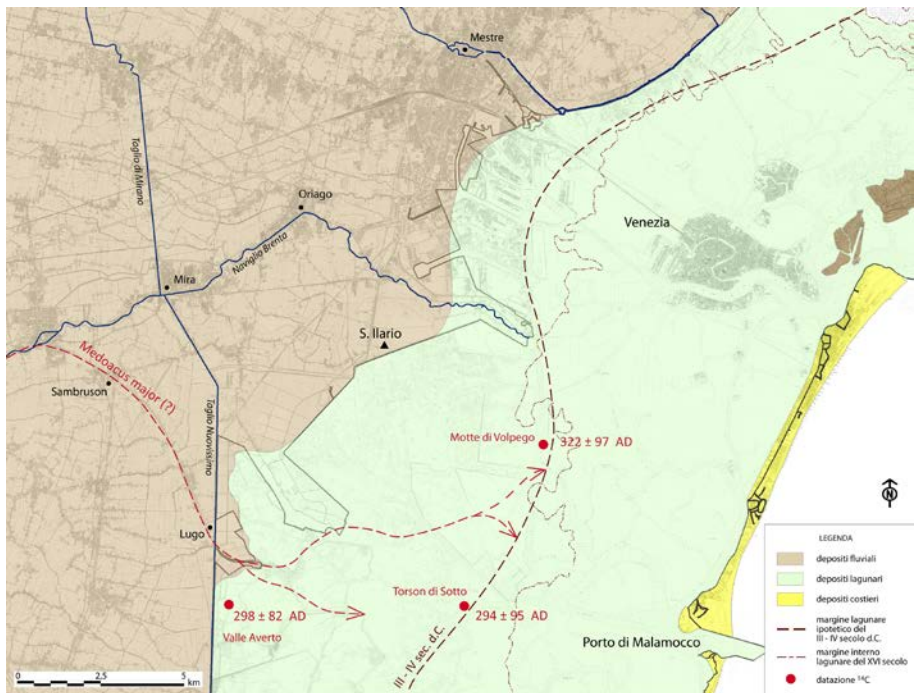 Mestre
Taglio di Mirano
Oriago
Venezia
Naviglio Brenta
Mira
S. Ilario
Medoacus major (?)
Sambruson
Taglio Nuovissimo
Motte di Volpego
322 ± 97 AD
N
Lugo
LEGENDA
depositi fluviali
depositi lagunari
depositi costieri
margine lagunare
ipotetico del
III - IV secolo d.C.
margine interno
lagunare del XVI secolo
datazione ¹⁴C
Torson di Sotto
298 ± 82 AD
294 ± 95 AD
Valle Averto
Porto di Malamocco
III - IV sec. d.C.
0 2,5 5
km